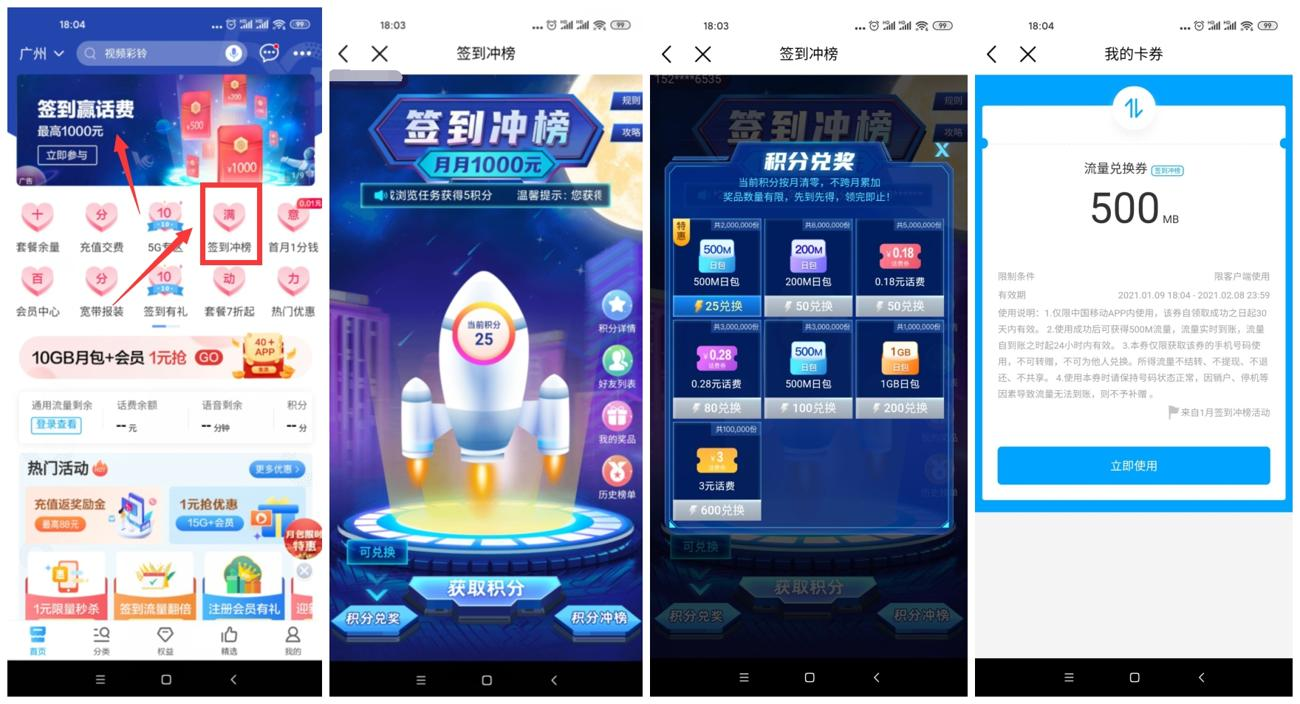 18:04
99
广州
视频彩铃
签到赢话费
最高1000元
立即参与
¥500
¥200
¥1000
广告
1/9
十
分
10
满
意
0.01元
套餐余量
充值交费
5G专区
签到冲榜
首月1分钱
百
分
10
动
力
会员中心
宽带报装
签到有礼
套餐7折起
热门优惠
10GB月包+会员 1元抢 GO
40+
APP
通用流量剩余
话费余额
语音剩余
积分
登录查看
--元
--分钟
--分
热门活动
更多优惠
充值返奖励金
最高88元
1元抢优惠
15G+会员
月包限时
特惠
1元限量秒杀
签到流量翻倍
注册会员有礼
迎新
首页
分类
权益
精选
我的
18:03
99
签到冲榜
规则
攻略
签到冲榜
月月1000元
浏览任务获得5积分
温馨提示：您获得
当前积分
25
积分详情
好友列表
我的奖品
历史榜单
可兑换
获取积分
积分兑奖
积分冲榜
18:03
99
签到冲榜
152****6535
规则
攻略
签到冲榜
积分兑奖
X
当前积分按月清零，不跨月累加
奖品数量有限，先到先得，领完即止！
特惠
共2,000,000份
共6,000,000份
共5,000,000份
500M
日包
200M
日包
¥0.18
话费券
500M日包
200M日包
0.18元话费
25兑换
50兑换
50兑换
共3,000,000份
共3,000,000份
共1,000,000份
¥0.28
话费券
500M
日包
1GB
日包
0.28元话费
500M日包
1GB日包
80兑换
100兑换
200兑换
共100,000份
¥3
话费券
3元话费
600兑换
可兑换
获取积分
积分兑奖
积分冲榜
18:04
99
我的卡券
流量兑换券 签到冲榜
500 MB
限制条件
限客户端使用
有效期
2021.01.09 18:04 - 2021.02.08 23:59
使用说明：1.仅限中国移动APP内使用，该券自领取成功之日起30
天内有效。 2.使用成功后可获得500M流量，流量实时到账，流量
自到账之时起24小时内有效。 3.本券仅限获取该券的手机号码使
用，不可转赠，不可为他人兑换。所得流量不结转、不提现、不退
还、不共享。 4.使用本券时请保持号码状态正常，因销户、停机等
因素导致流量无法到账，则不予补赠 。
来自1月签到冲榜活动
立即使用